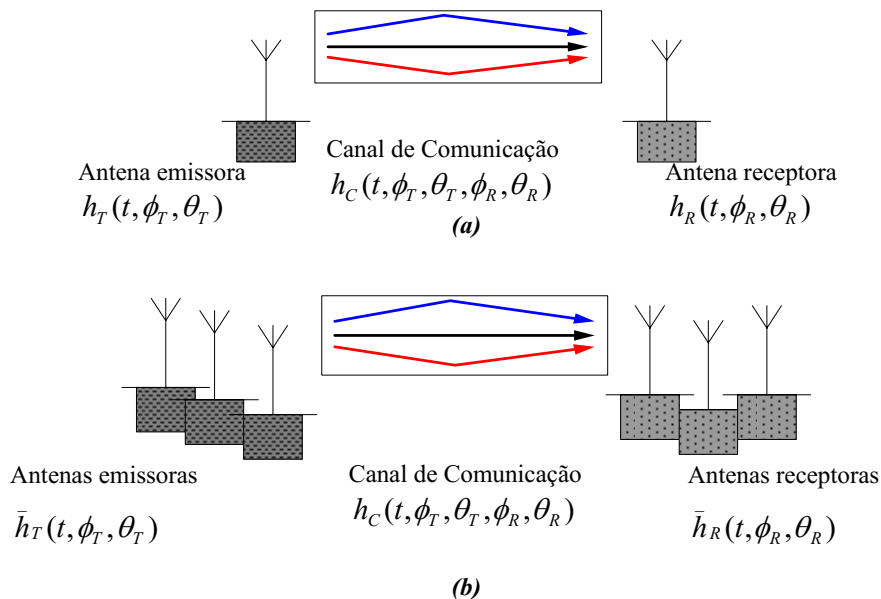 Antena emissora
h_T(t,ϕ_T,θ_T)
Canal de Comunicação
h_C(t,ϕ_T,θ_T,ϕ_R,θ_R)
(a)
Antena receptora
h_R(t,ϕ_R,θ_R)
Antenas emissoras
h̄_T(t,ϕ_T,θ_T)
Canal de Comunicação
h_C(t,ϕ_T,θ_T,ϕ_R,θ_R)
Antenas receptoras
h̄_R(t,ϕ_R,θ_R)
(b)